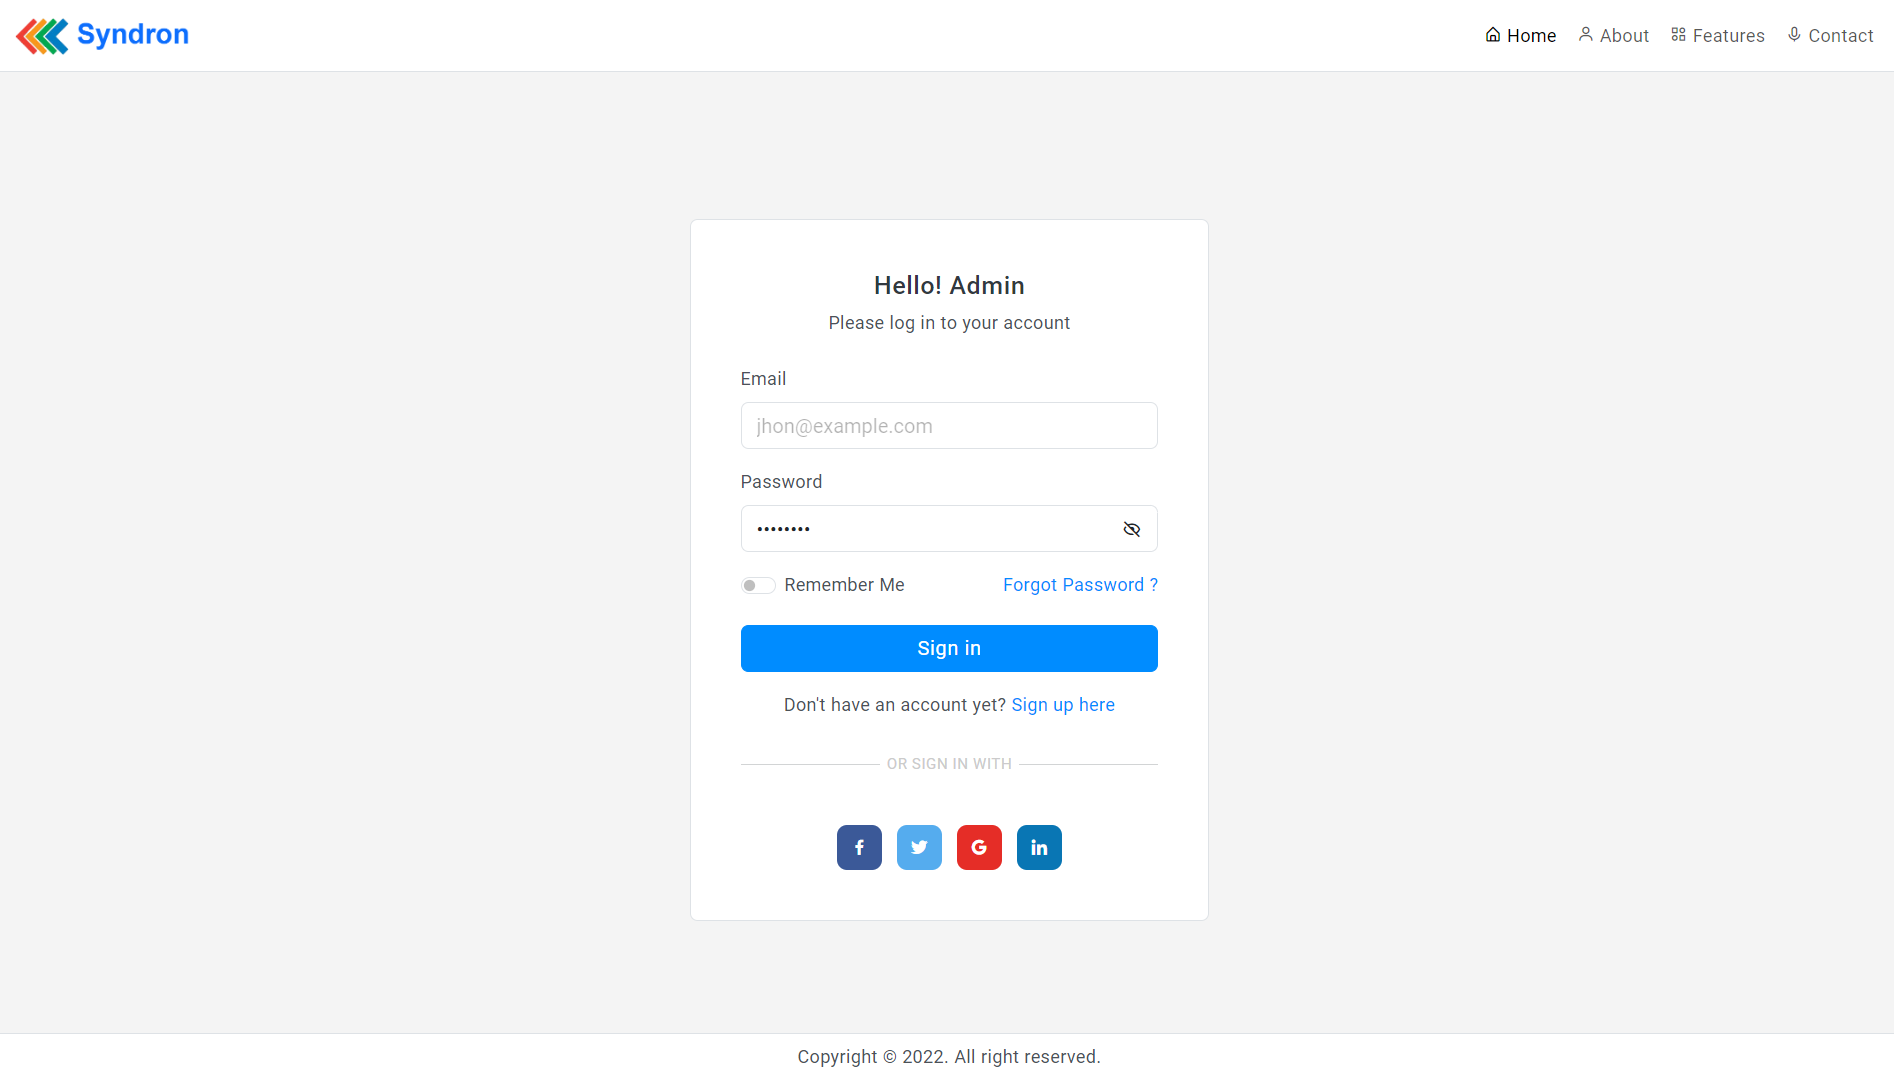 Syndron
Home About Features Contact
Hello! Admin
Please log in to your account
Email
jhon@example.com
Password
••••••••
Remember Me Forgot Password ?
Sign in
Don't have an account yet? Sign up here
OR SIGN IN WITH
Copyright © 2022. All right reserved.